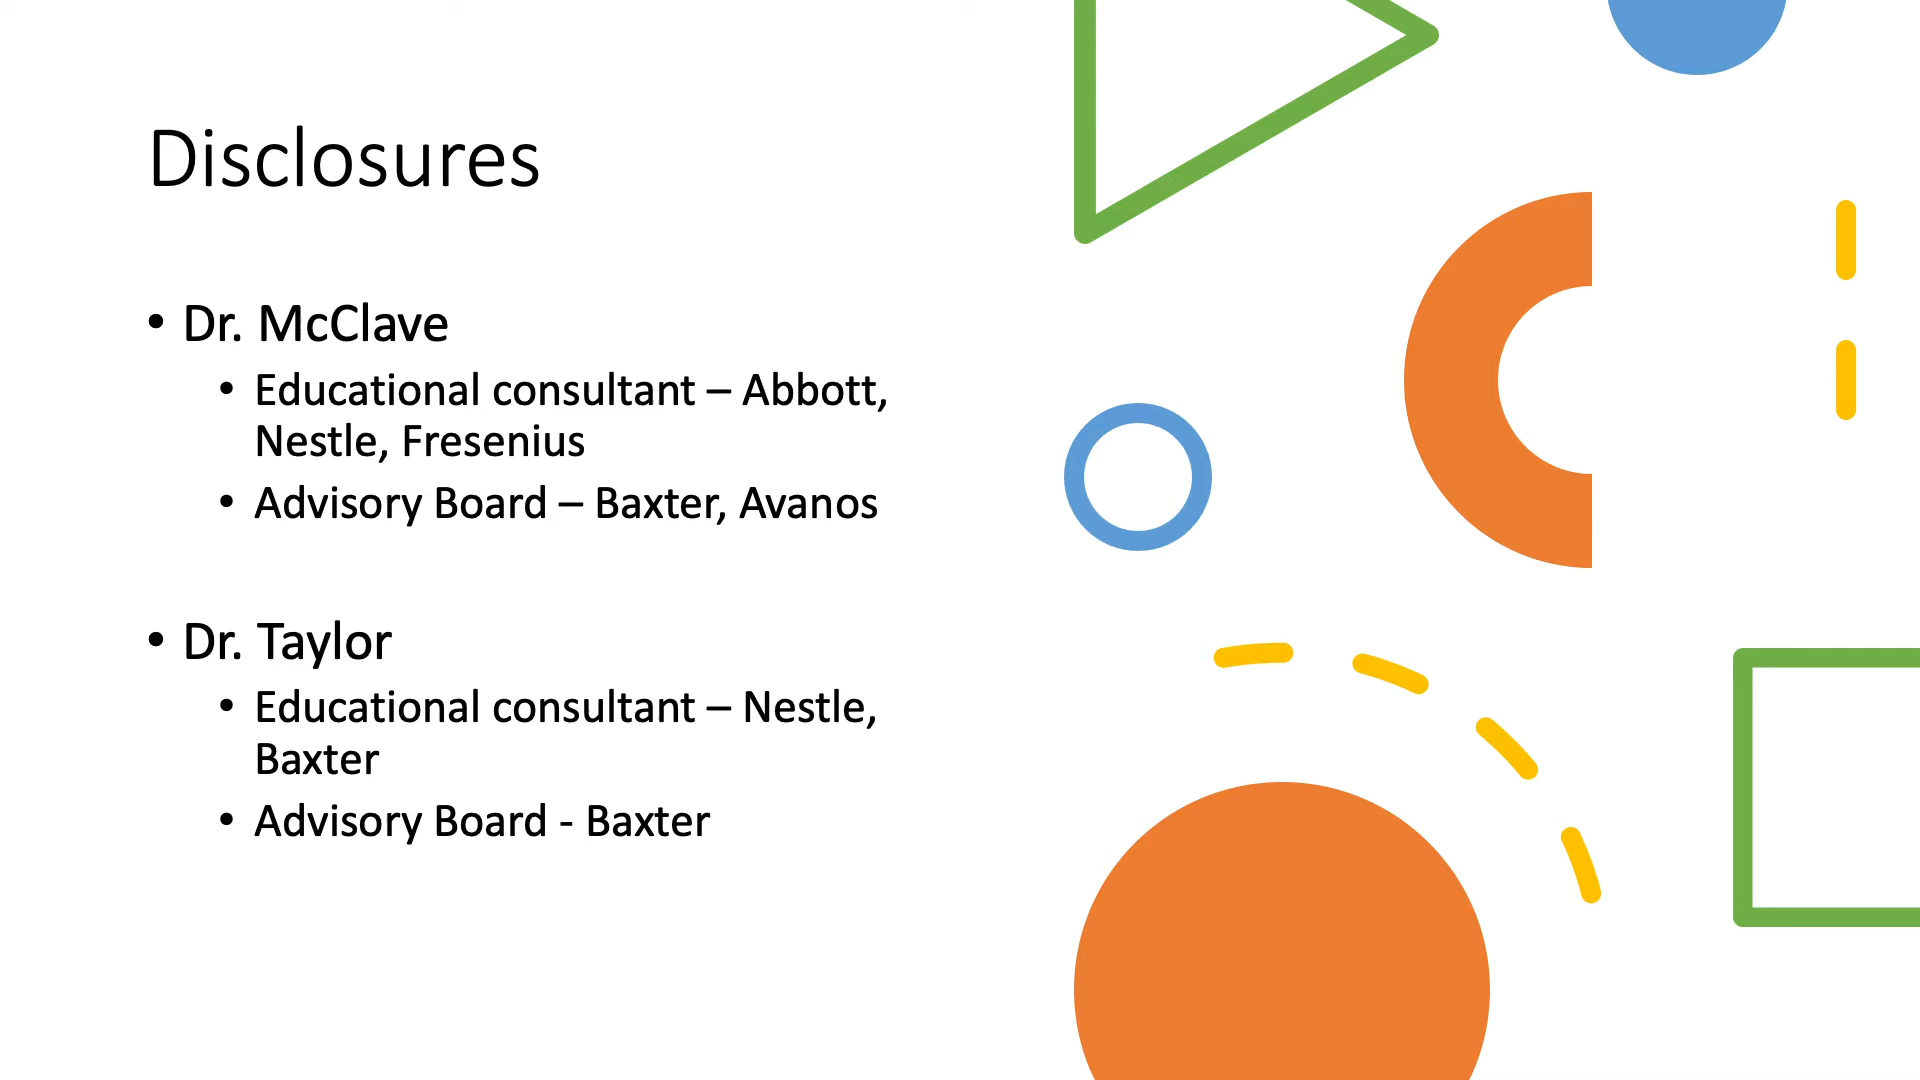 Disclosures
• Dr. McClave
• Educational consultant – Abbott,
Nestle, Fresenius
• Advisory Board – Baxter, Avanos
• Dr. Taylor
• Educational consultant – Nestle,
Baxter
• Advisory Board - Baxter